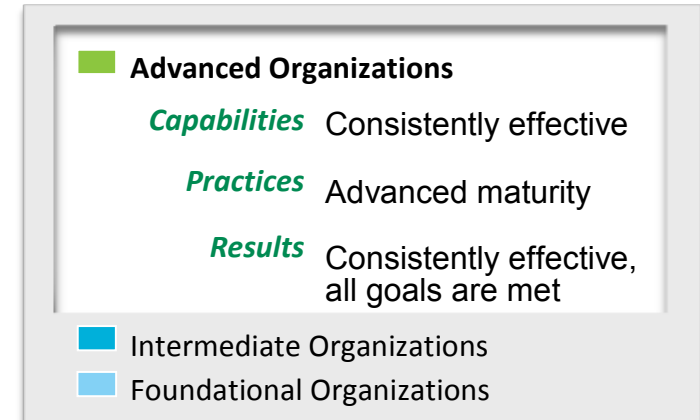 Advanced Organizations
Capabilities Consistently effective
Practices Advanced maturity
Results Consistently effective,
all goals are met
Intermediate Organizations
Foundational Organizations